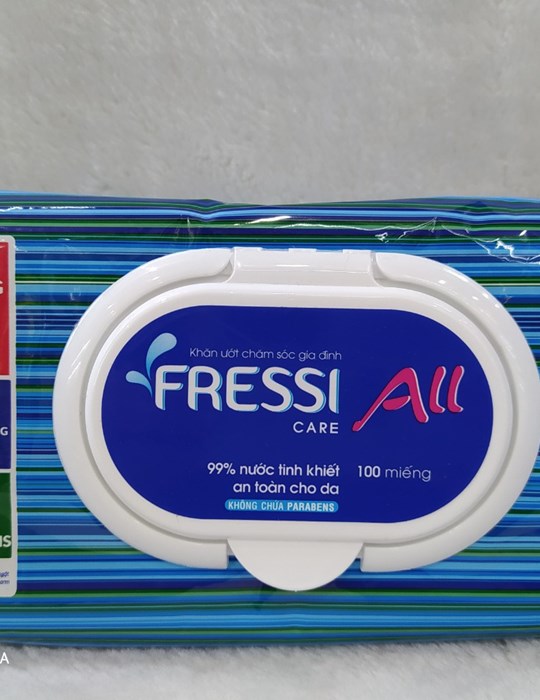 Khăn ướt chăm sóc gia đình
FRESSI All
CARE
99% nước tinh khiết 100 miếng
an toàn cho da
KHÔNG CHỨA PARABENS